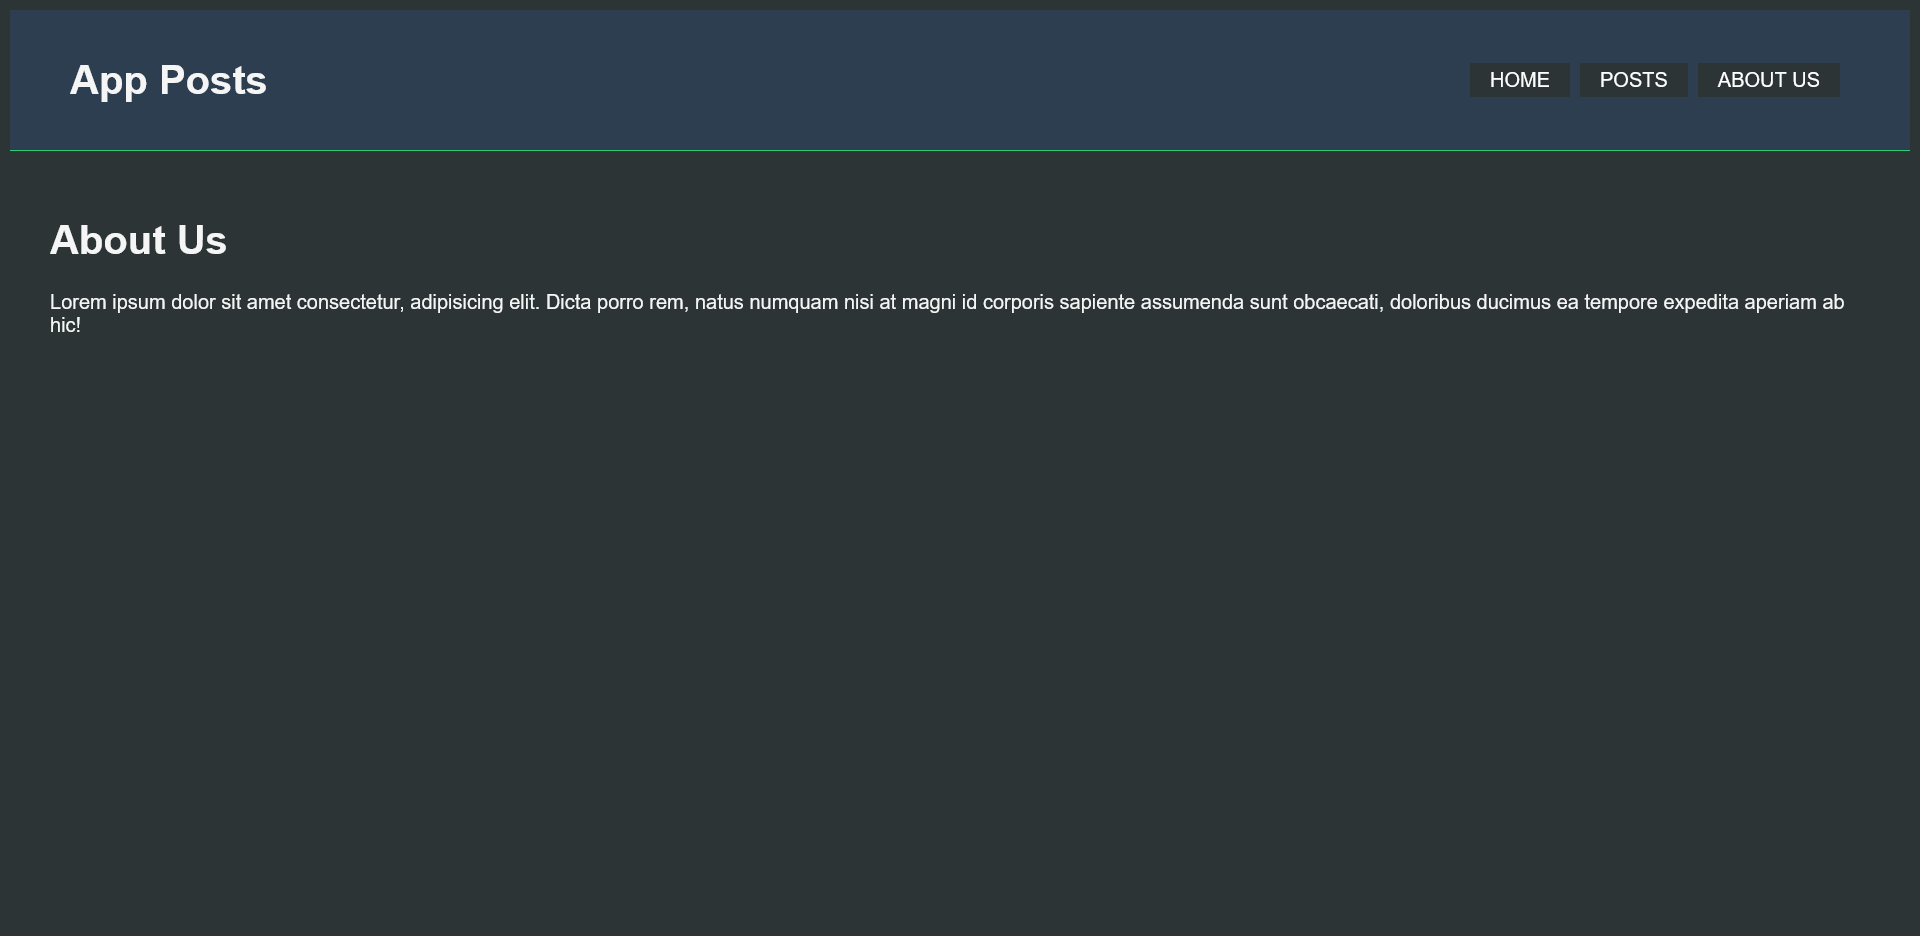 App Posts
HOME POSTS ABOUT US
About Us
Lorem ipsum dolor sit amet consectetur, adipisicing elit. Dicta porro rem, natus numquam nisi at magni id corporis sapiente assumenda sunt obcaecati, doloribus ducimus ea tempore expedita aperiam ab
hic!